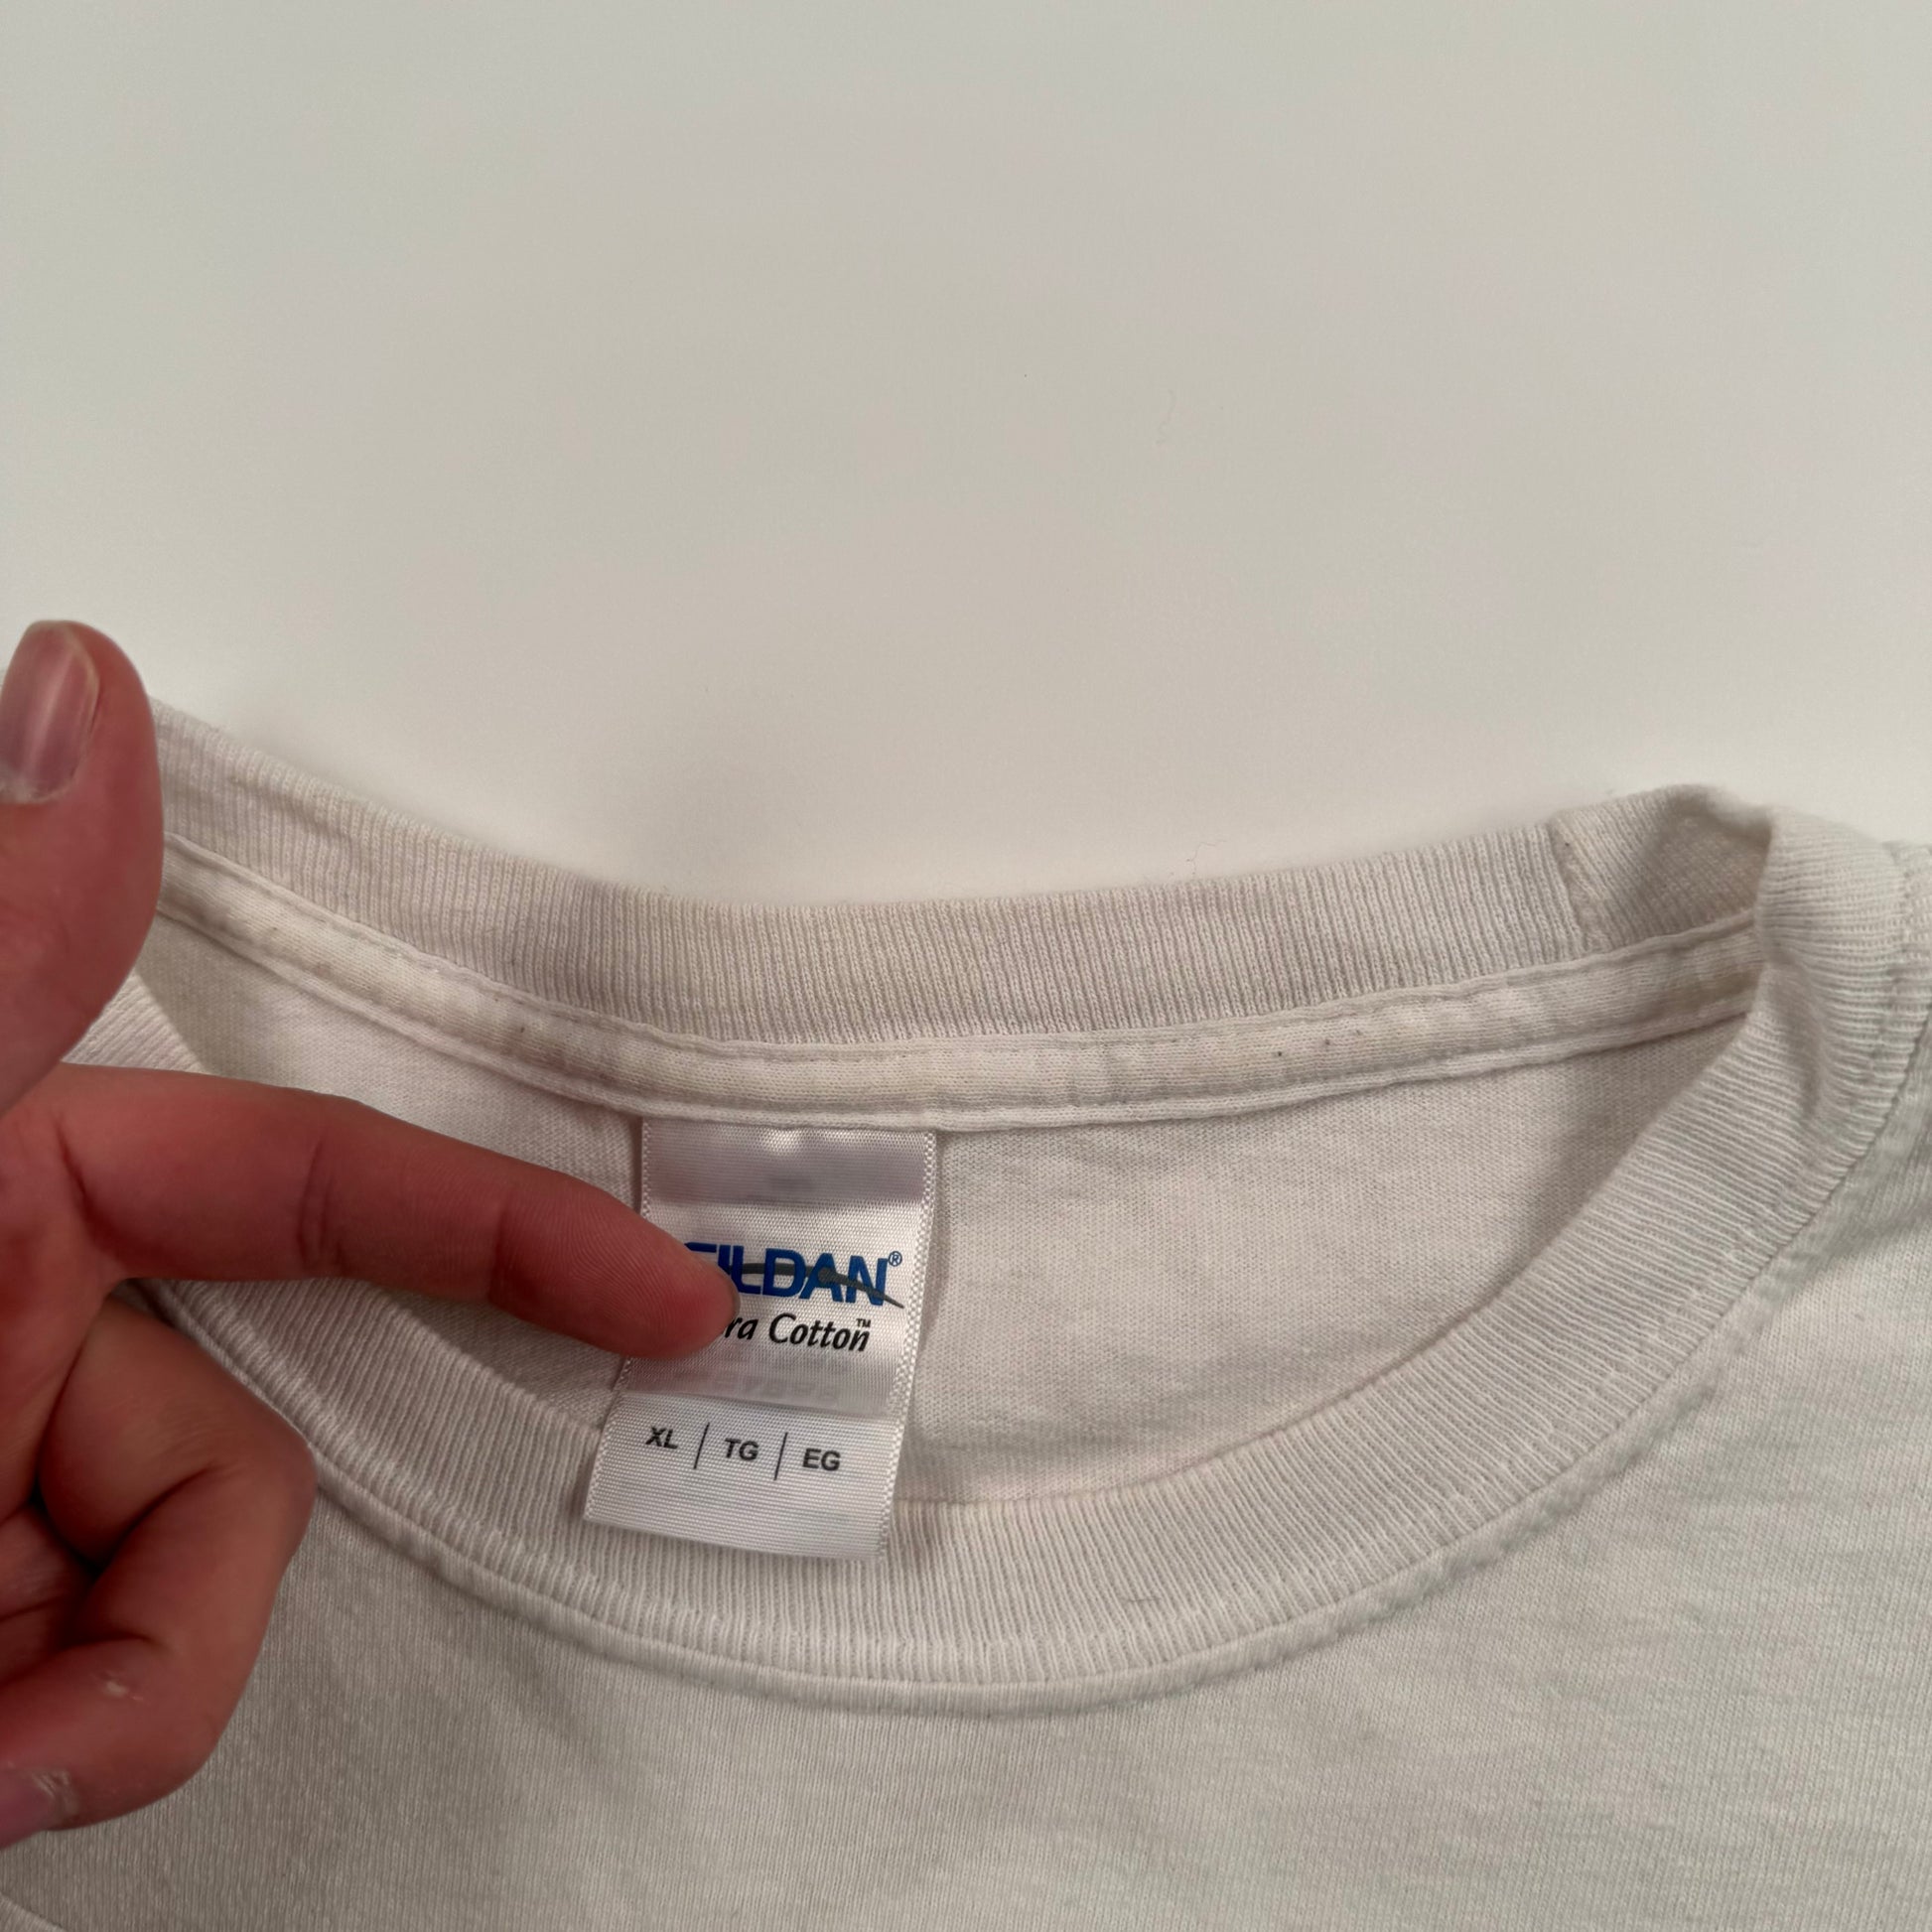 ILDAN®
ra Cotton™
XL | TG | EG